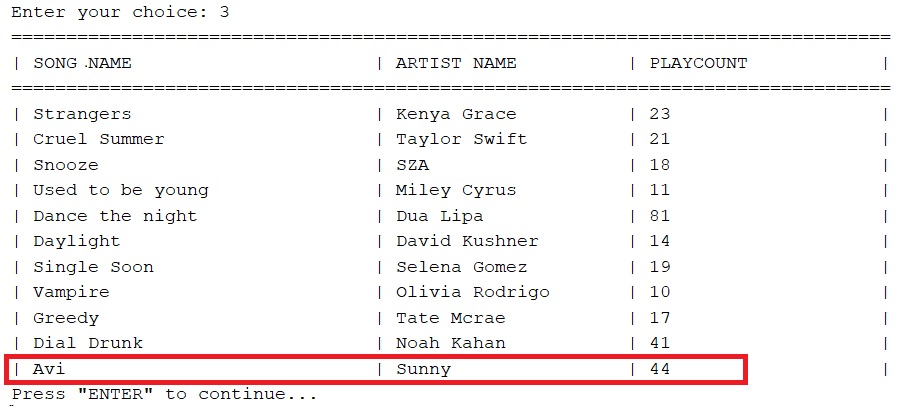 Enter your choice: 3
================================================================================
| SONG NAME | ARTIST NAME | PLAYCOUNT |
================================================================================
| Strangers | Kenya Grace | 23 |
| Cruel Summer | Taylor Swift | 21 |
| Snooze | SZA | 18 |
| Used to be young | Miley Cyrus | 11 |
| Dance the night | Dua Lipa | 81 |
| Daylight | David Kushner | 14 |
| Single Soon | Selena Gomez | 19 |
| Vampire | Olivia Rodrigo | 10 |
| Greedy | Tate Mcrae | 17 |
| Dial Drunk | Noah Kahan | 41 |
| Avi | Sunny | 44 |
Press "ENTER" to continue...